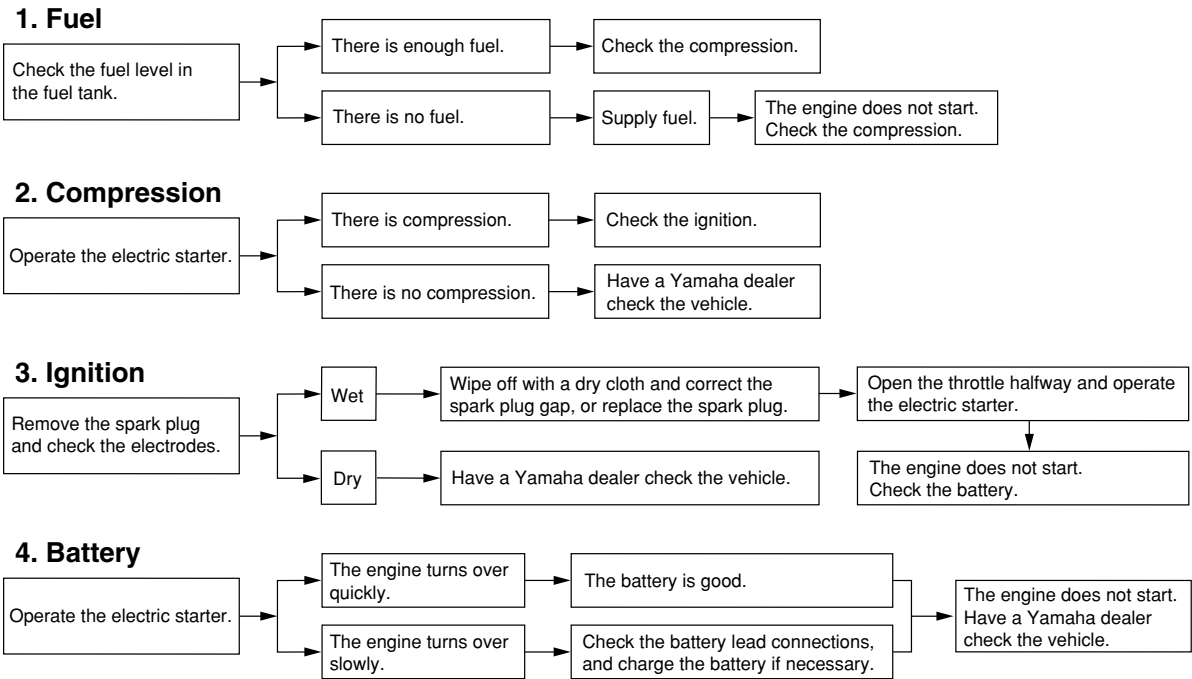 1. Fuel
Check the fuel level in
the fuel tank.
There is enough fuel.
Check the compression.
There is no fuel.
Supply fuel.
The engine does not start.
Check the compression.
2. Compression
Operate the electric starter.
There is compression.
Check the ignition.
There is no compression.
Have a Yamaha dealer
check the vehicle.
3. Ignition
Remove the spark plug
and check the electrodes.
Wet
Wipe off with a dry cloth and correct the
spark plug gap, or replace the spark plug.
Open the throttle halfway and operate
the electric starter.
Dry
Have a Yamaha dealer check the vehicle.
The engine does not start.
Check the battery.
4. Battery
Operate the electric starter.
The engine turns over
quickly.
The battery is good.
The engine turns over
slowly.
Check the battery lead connections,
and charge the battery if necessary.
The engine does not start.
Have a Yamaha dealer
check the vehicle.